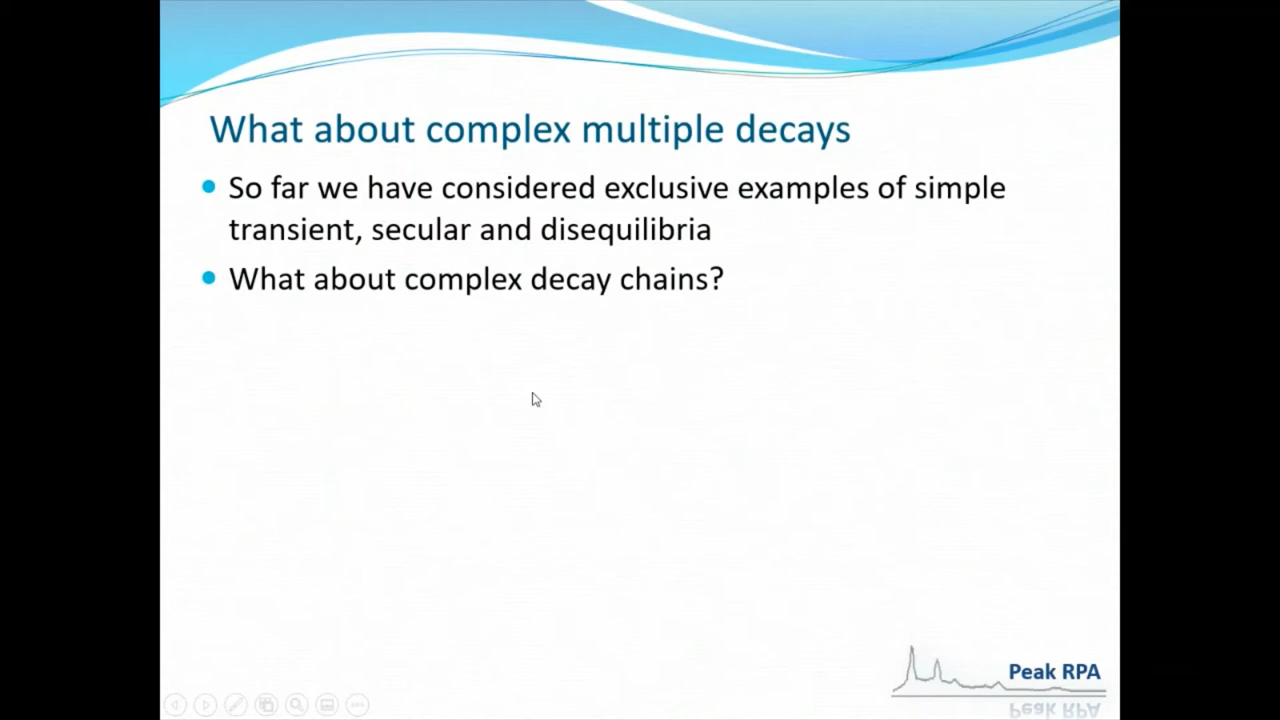 What about complex multiple decays
So far we have considered exclusive examples of simple
transient, secular and disequilibria
What about complex decay chains?
Peak RPA